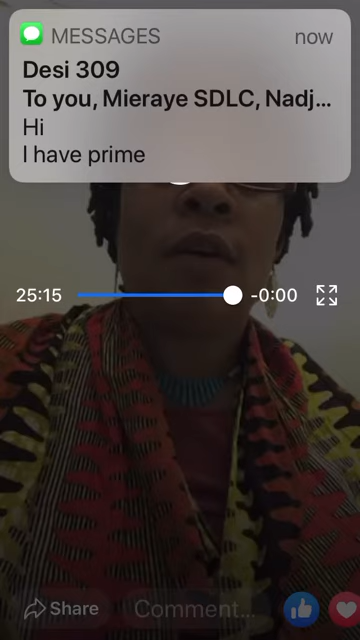 MESSAGES now
Desi 309
To you, Mieraye SDLC, Nadj...
Hi
I have prime
25:15 -0:00
Share Comment...